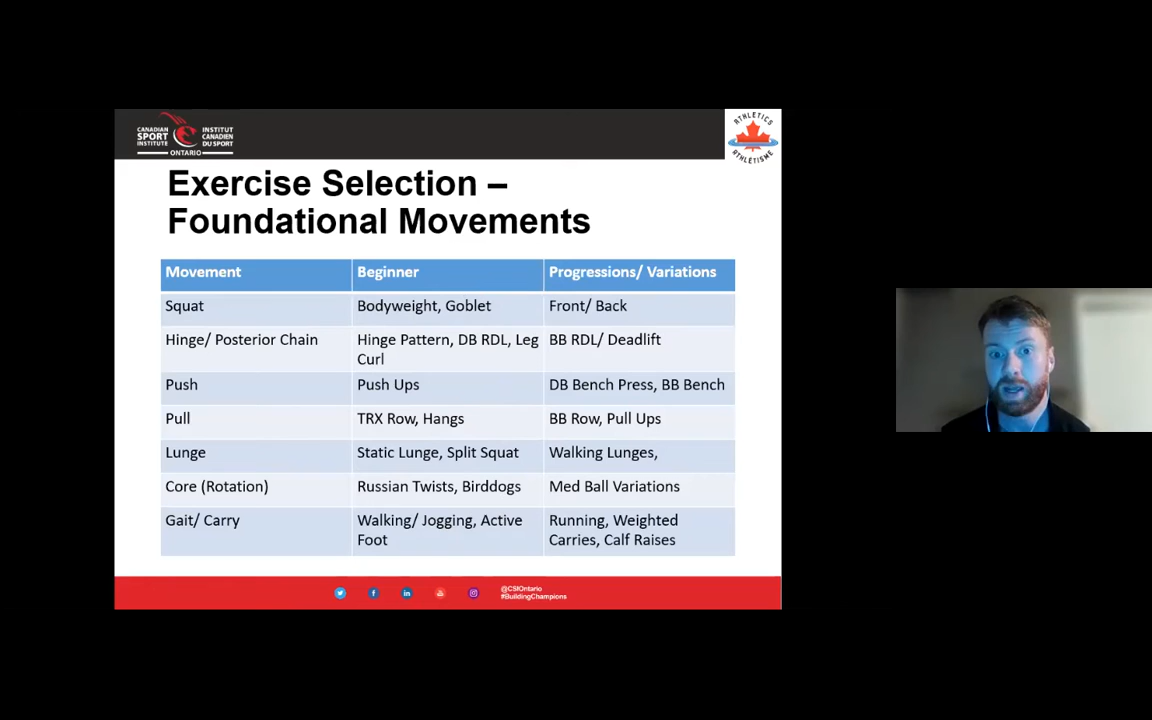 CANADIAN
SPORT
INSTITUTE
INSTITUT
CANADIEN
DU SPORT
ONTARIO
ATHLETICS
ATHLÉTISME
Exercise Selection –
Foundational Movements
Movement Beginner Progressions/ Variations
Squat Bodyweight, Goblet Front/ Back
Hinge/ Posterior Chain Hinge Pattern, DB RDL, Leg BB RDL/ Deadlift
Curl
Push Push Ups DB Bench Press, BB Bench
Pull TRX Row, Hangs BB Row, Pull Ups
Lunge Static Lunge, Split Squat Walking Lunges,
Core (Rotation) Russian Twists, Birddogs Med Ball Variations
Gait/ Carry Walking/ Jogging, Active Running, Weighted
Foot Carries, Calf Raises
@CSIOntario
#BuildingChampions